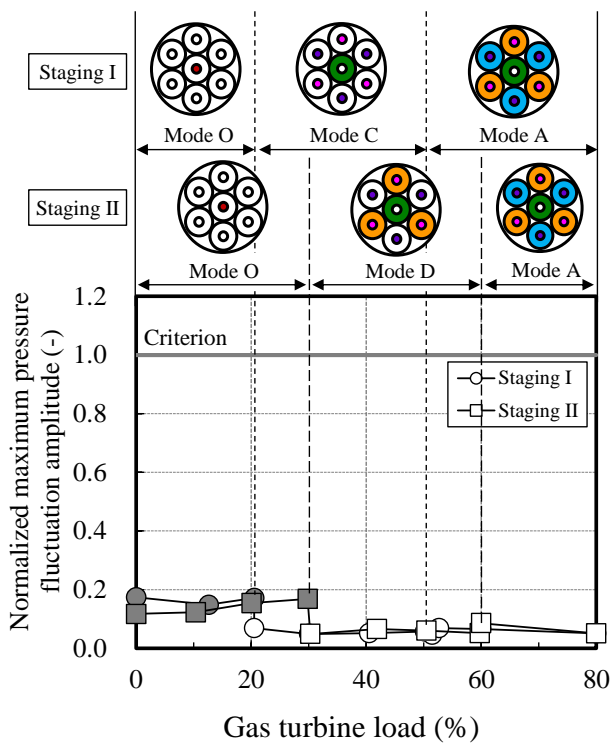 Staging I
Mode O Mode C Mode A
Staging II
Mode O Mode D Mode A
Normalized maximum pressure
fluctuation amplitude (-)
1.2
1.0
0.8
0.6
0.4
0.2
0.0
Criterion
Staging I
Staging II
0 20 40 60 80
Gas turbine load (%)